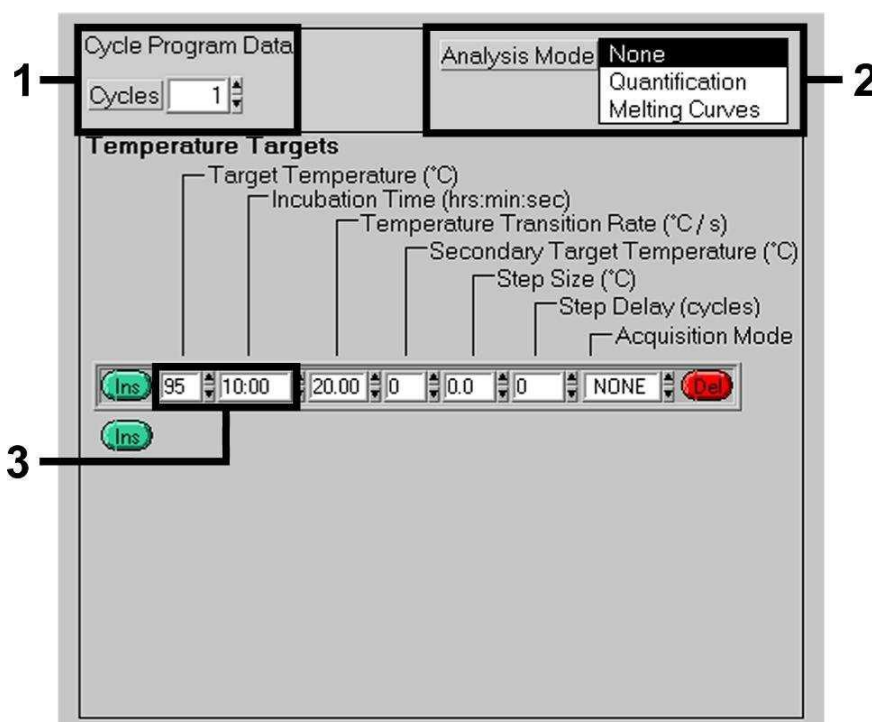 Cycle Program Data
Analysis Mode None
Quantification
Melting Curves
1
2
Cycles 1
Temperature Targets
Target Temperature (°C)
Incubation Time (hrs:min:sec)
Temperature Transition Rate (°C / s)
Secondary Target Temperature (°C)
Step Size (°C)
Step Delay (cycles)
Acquisition Mode
Ins 95 10:00 20.00 0 0.0 0 NONE Del
Ins
3